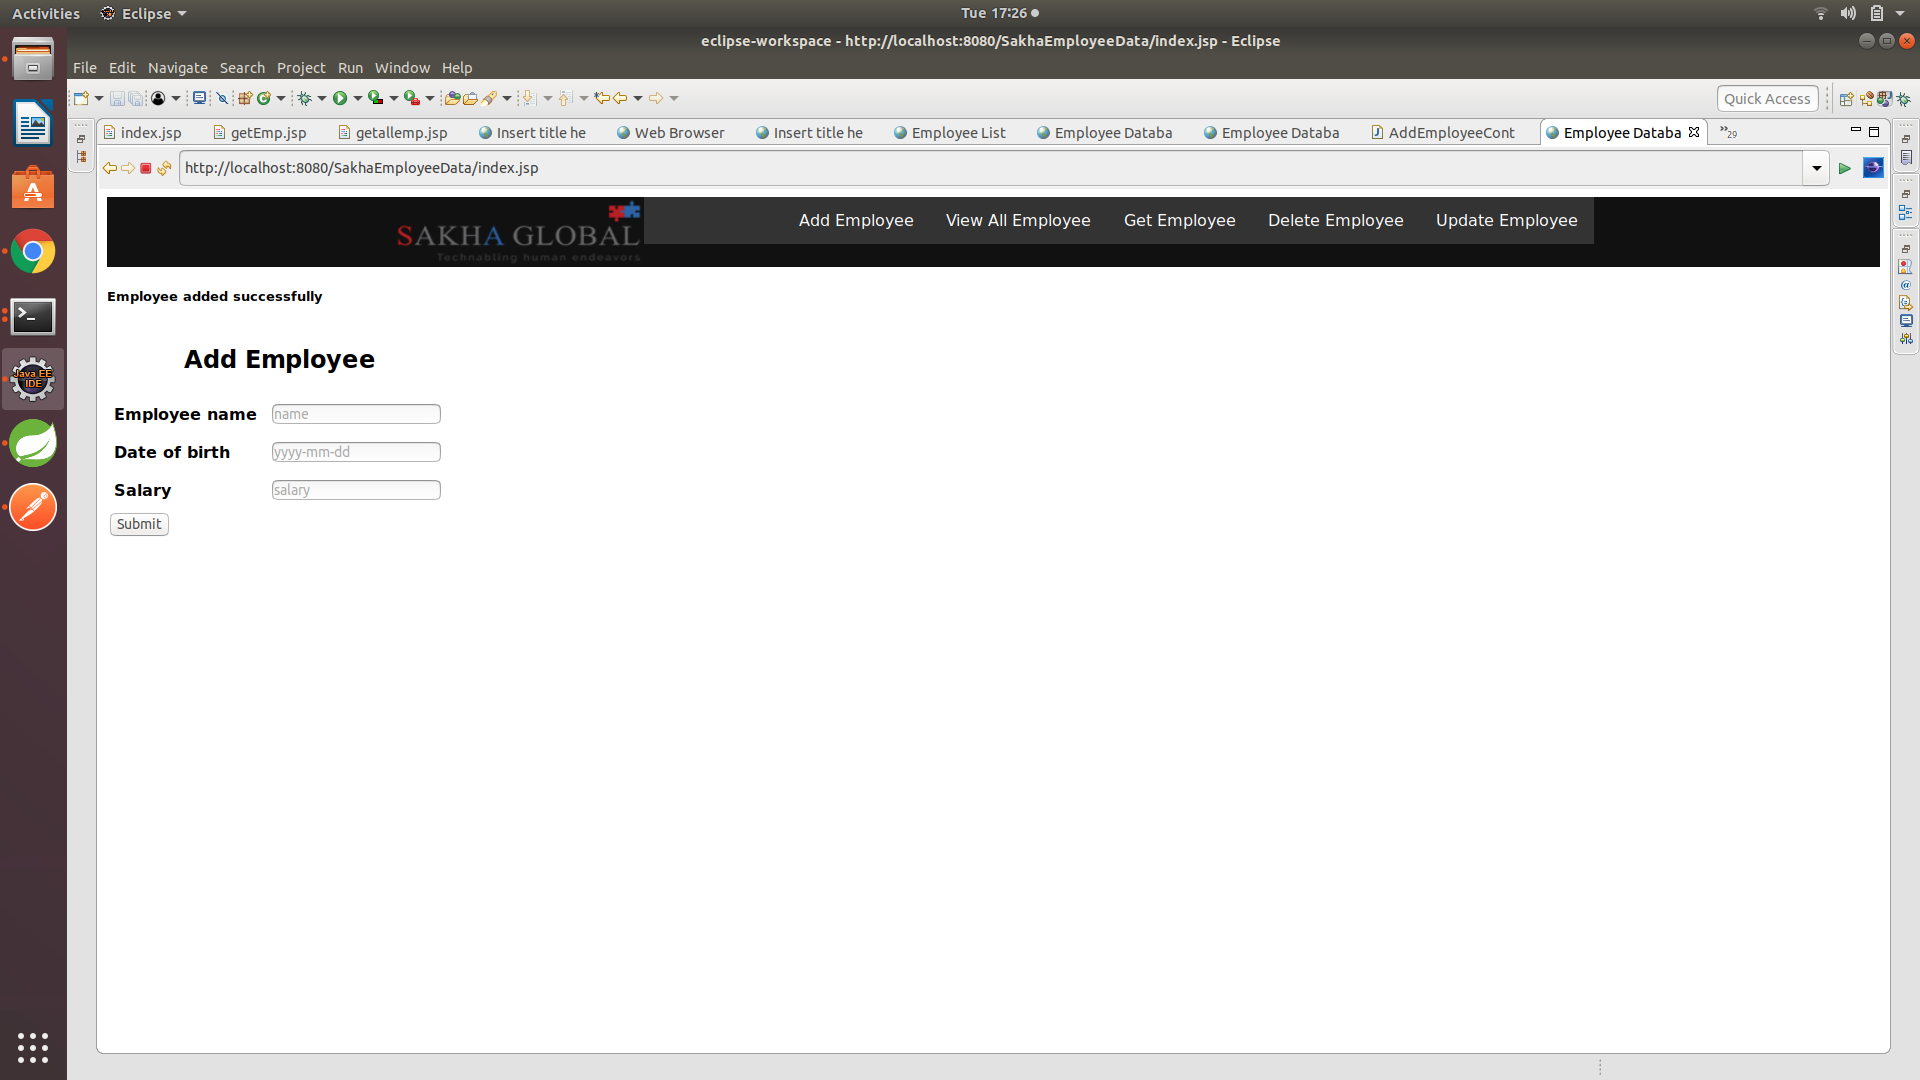 Activities Eclipse Tue 17:26
eclipse-workspace - http://localhost:8080/SakhaEmployeeData/index.jsp - Eclipse
File Edit Navigate Search Project Run Window Help
Quick Access
index.jsp getEmp.jsp getallemp.jsp Insert title he Web Browser Insert title he Employee List Employee Databa Employee Databa AddEmployeeCont Employee Databa »29
http://localhost:8080/SakhaEmployeeData/index.jsp
SAKHA GLOBAL
Technabling human endeavors
Add Employee View All Employee Get Employee Delete Employee Update Employee
Employee added successfully
Add Employee
Employee name name
Date of birth yyyy-mm-dd
Salary salary
Submit
Java EE
IDE